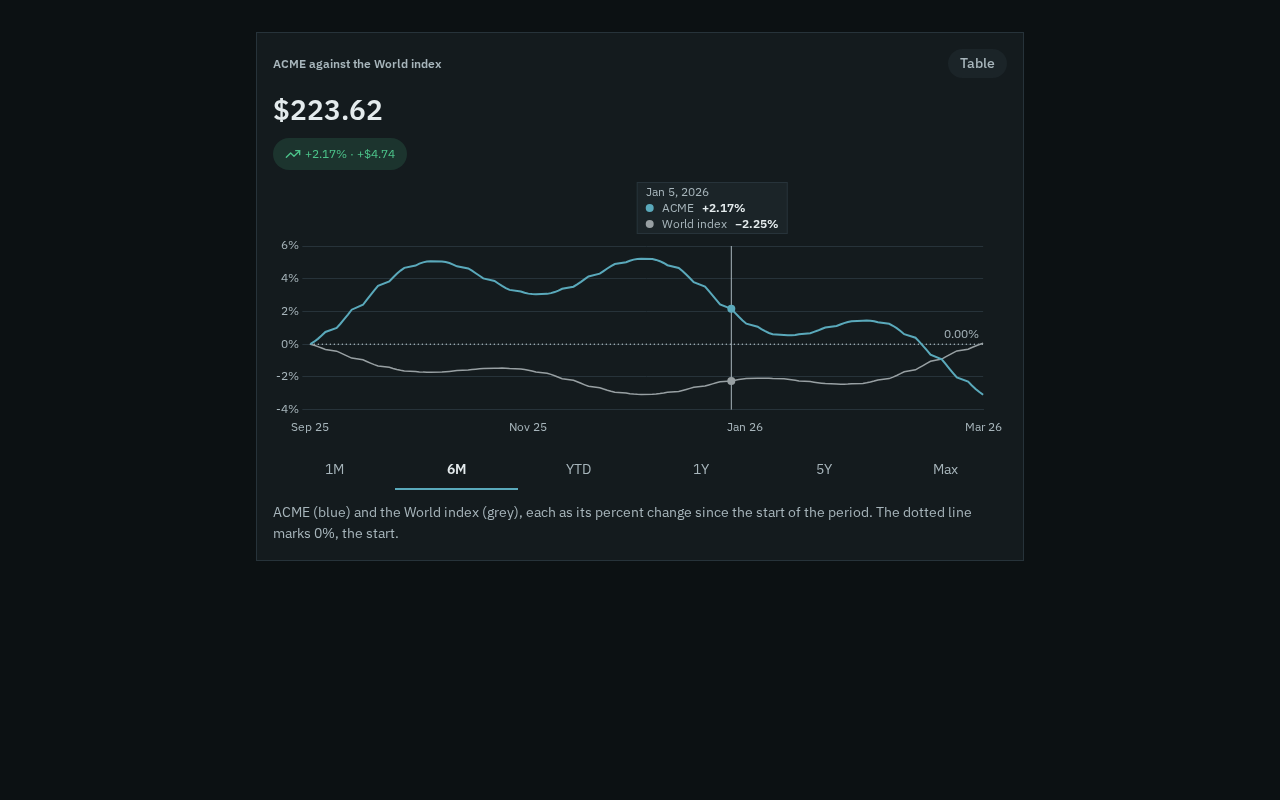 ACME against the World index
Table
$223.62
+2.17% · +$4.74
Jan 5, 2026
ACME +2.17%
World index −2.25%
6%
4%
2%
0%
-2%
-4%
0.00%
Sep 25 Nov 25 Jan 26 Mar 26
1M 6M YTD 1Y 5Y Max
ACME (blue) and the World index (grey), each as its percent change since the start of the period. The dotted line
marks 0%, the start.